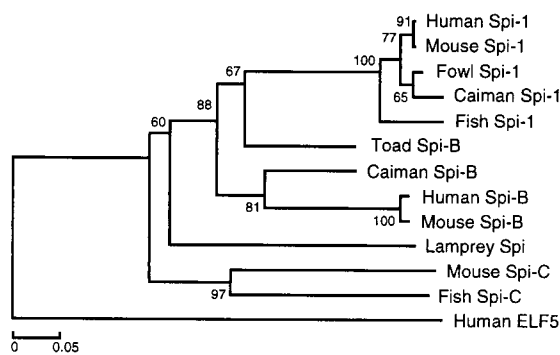 91
Human Spi-1
77
Mouse Spi-1
100
Fowl Spi-1
67
65
Caiman Spi-1
88
Fish Spi-1
60
Toad Spi-B
Caiman Spi-B
81
Human Spi-B
100
Mouse Spi-B
Lamprey Spi
Mouse Spi-C
97
Fish Spi-C
Human ELF5
0 0.05